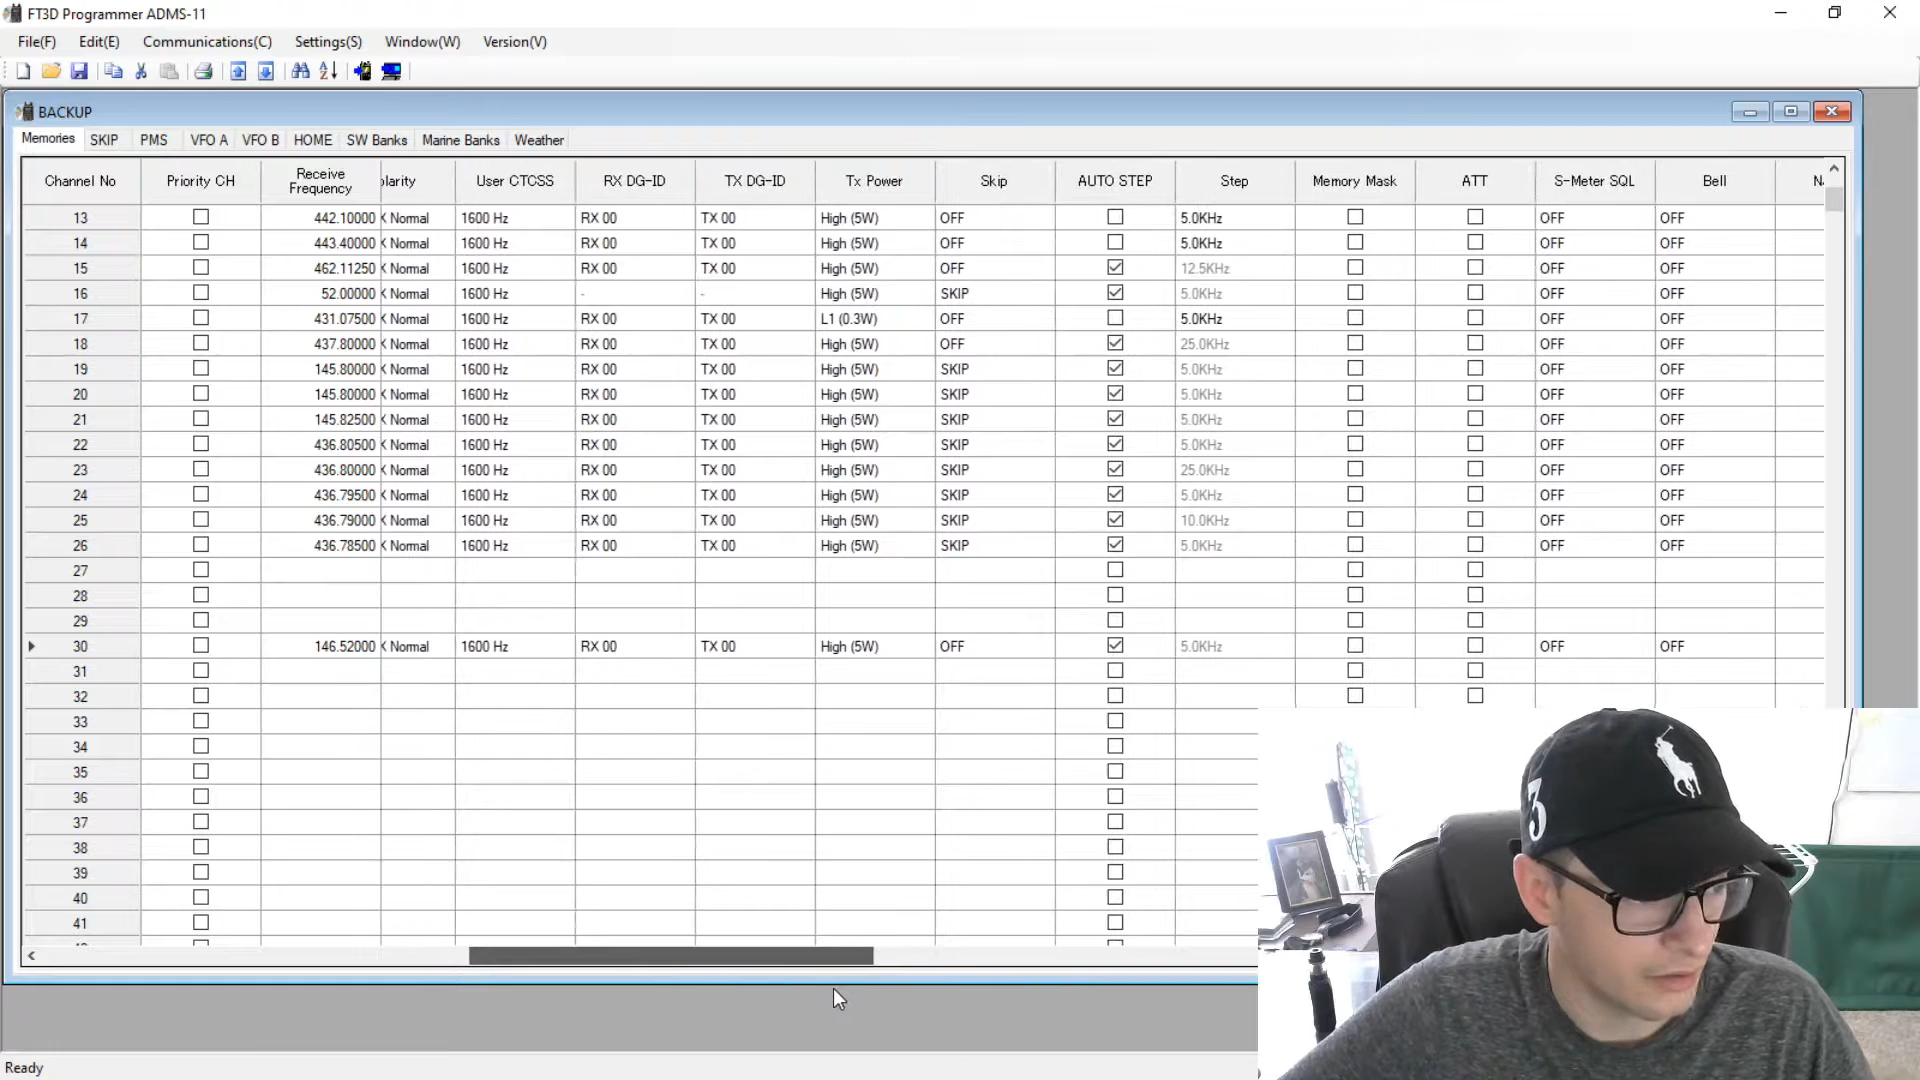 FT3D Programmer ADMS-11
File(F) Edit(E) Communications(C) Settings(S) Window(W) Version(V)
BACKUP
Memories SKIP PMS VFO A VFO B HOME SW Banks Marine Banks Weather
Channel No Priority CH Receive Frequency olarity User CTCSS RX DG-ID TX DG-ID Tx Power Skip AUTO STEP Step Memory Mask ATT S-Meter SQL Bell
13 442.10000 X Normal 1600 Hz RX 00 TX 00 High (5W) OFF 5.0KHz OFF OFF
14 443.40000 X Normal 1600 Hz RX 00 TX 00 High (5W) OFF 5.0KHz OFF OFF
15 462.11250 X Normal 1600 Hz RX 00 TX 00 High (5W) OFF 12.5KHz OFF OFF
16 52.00000 X Normal 1600 Hz - - High (5W) SKIP 5.0KHz OFF OFF
17 431.07500 X Normal 1600 Hz RX 00 TX 00 L1 (0.3W) OFF 5.0KHz OFF OFF
18 437.80000 X Normal 1600 Hz RX 00 TX 00 High (5W) OFF 25.0KHz OFF OFF
19 145.80000 X Normal 1600 Hz RX 00 TX 00 High (5W) SKIP 5.0KHz OFF OFF
20 145.80000 X Normal 1600 Hz RX 00 TX 00 High (5W) SKIP 5.0KHz OFF OFF
21 145.82500 X Normal 1600 Hz RX 00 TX 00 High (5W) SKIP 5.0KHz OFF OFF
22 436.80500 X Normal 1600 Hz RX 00 TX 00 High (5W) SKIP 5.0KHz OFF OFF
23 436.80000 X Normal 1600 Hz RX 00 TX 00 High (5W) SKIP 25.0KHz OFF OFF
24 436.79500 X Normal 1600 Hz RX 00 TX 00 High (5W) SKIP 5.0KHz OFF OFF
25 436.79000 X Normal 1600 Hz RX 00 TX 00 High (5W) SKIP 10.0KHz OFF OFF
26 436.78500 X Normal 1600 Hz RX 00 TX 00 High (5W) SKIP 5.0KHz OFF OFF
27
28
29
30 146.52000 X Normal 1600 Hz RX 00 TX 00 High (5W) OFF 5.0KHz OFF OFF
31
32
33
34
35
36
37
38
39
40
41
3
Ready